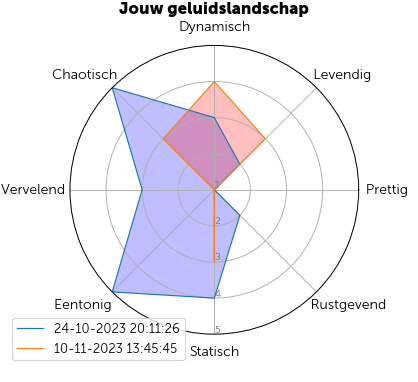 Jouw geluidslandschap
Dynamisch
Chaotisch
Levendig
Vervelend
1
Prettig
2
3
4
Eentonig
Rustgevend
5
Statisch
24-10-2023 20:11:26
10-11-2023 13:45:45